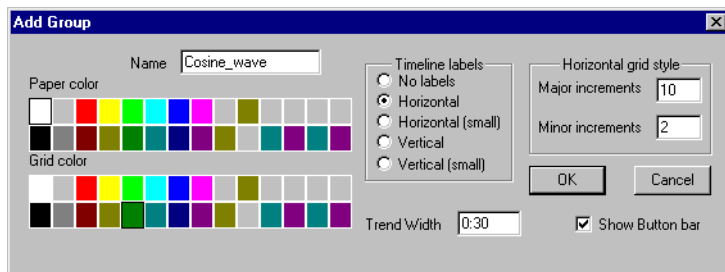 Add Group
Name Cosine_wave
Paper color
Grid color
Timeline labels
No labels
Horizontal
Horizontal (small)
Vertical
Vertical (small)
Horizontal grid style
Major increments 10
Minor increments 2
OK Cancel
Trend Width 0:30
Show Button bar